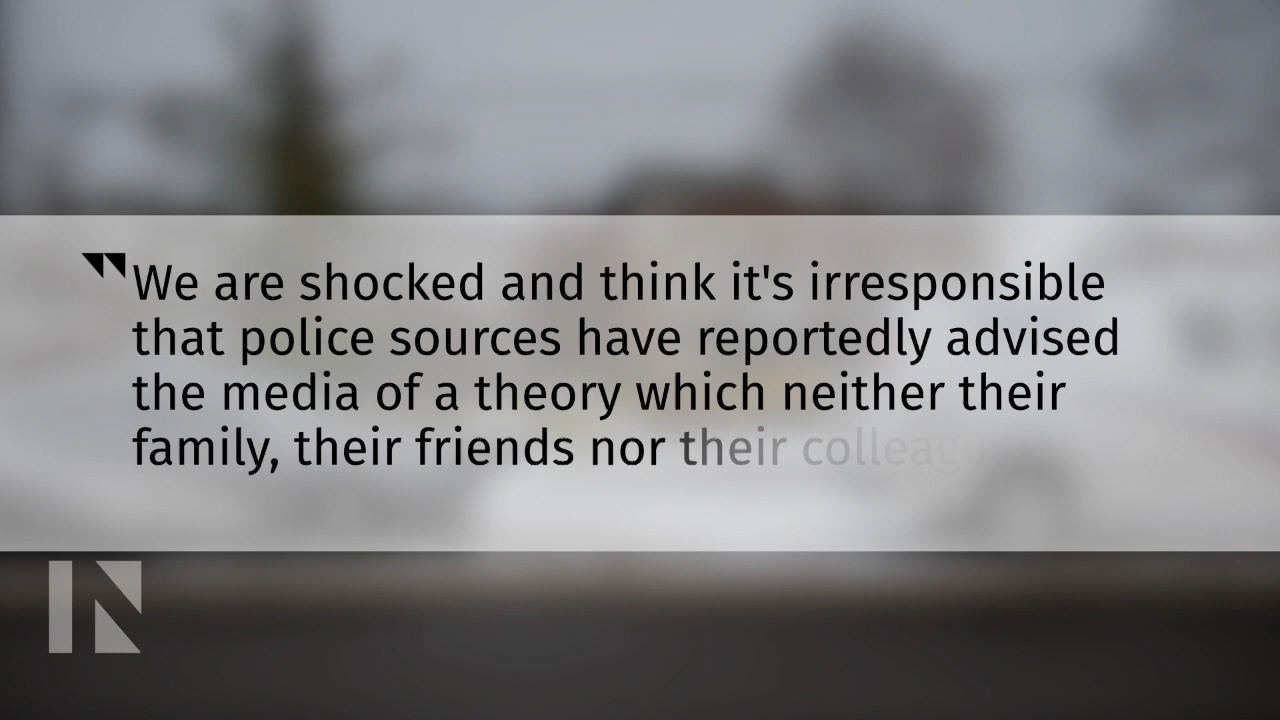 We are shocked and think it's irresponsible
that police sources have reportedly advised
the media of a theory which neither their
family, their friends nor their